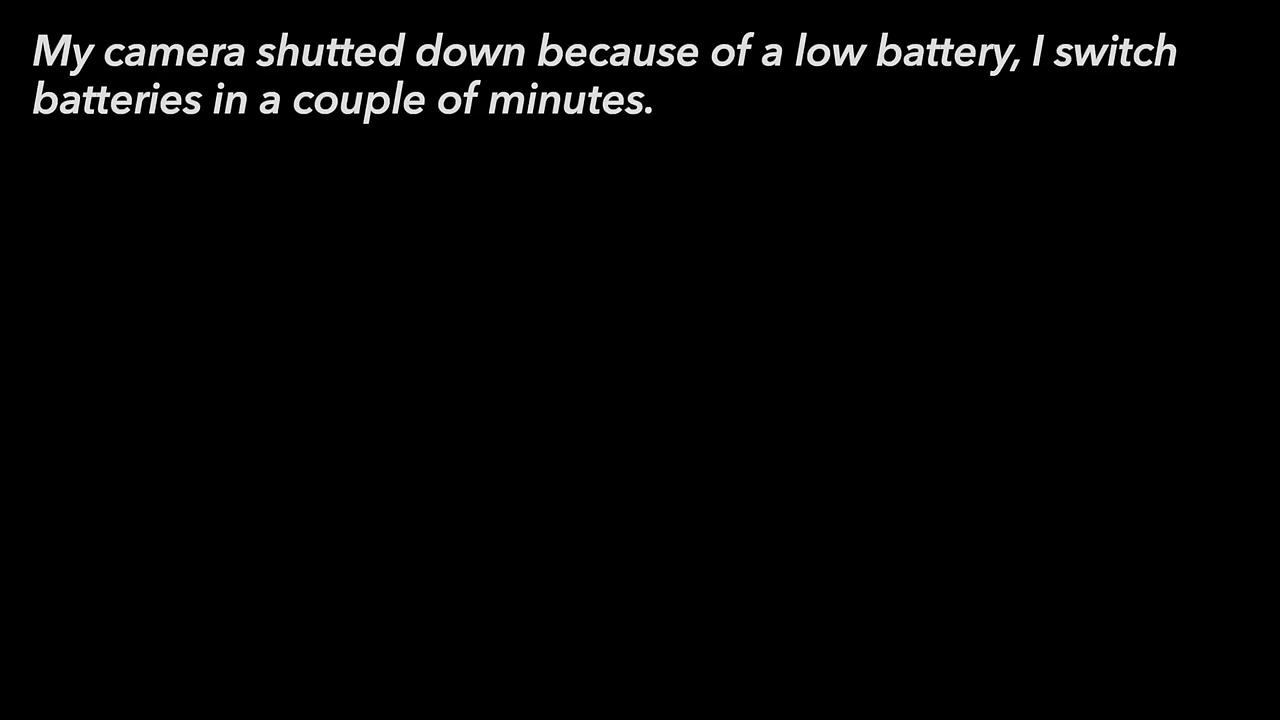 My camera shutted down because of a low battery, I switch
batteries in a couple of minutes.